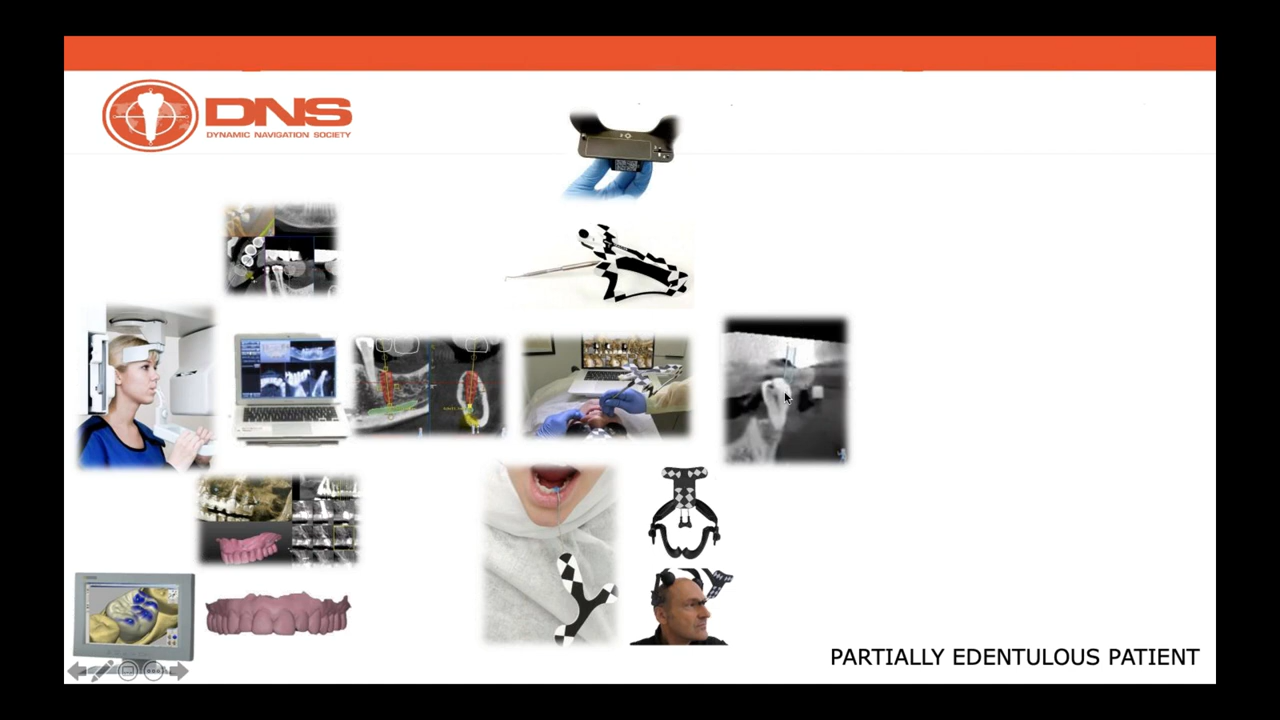 DNS
DYNAMIC NAVIGATION SOCIETY
PARTIALLY EDENTULOUS PATIENT